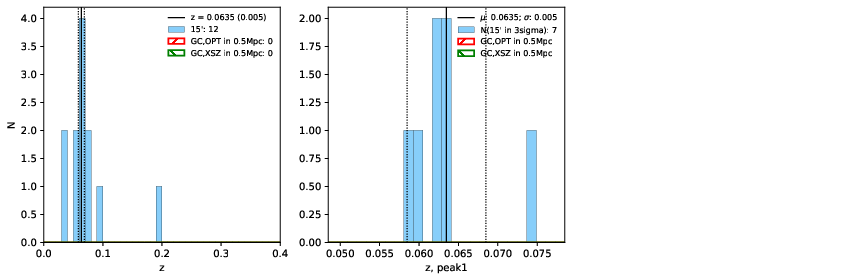 z = 0.0635 (0.005)
15': 12
GC,OPT in 0.5Mpc: 0
GC,XSZ in 0.5Mpc: 0
4.0
3.5
3.0
2.5
2.0
1.5
1.0
0.5
0.0
N
0.0 0.1 0.2 0.3 0.4
z
μ: 0.0635; σ: 0.005
N(15' in 3sigma): 7
GC,OPT in 0.5Mpc
GC,XSZ in 0.5Mpc
2.00
1.75
1.50
1.25
1.00
0.75
0.50
0.25
0.00
0.050 0.055 0.060 0.065 0.070 0.075
z, peak1